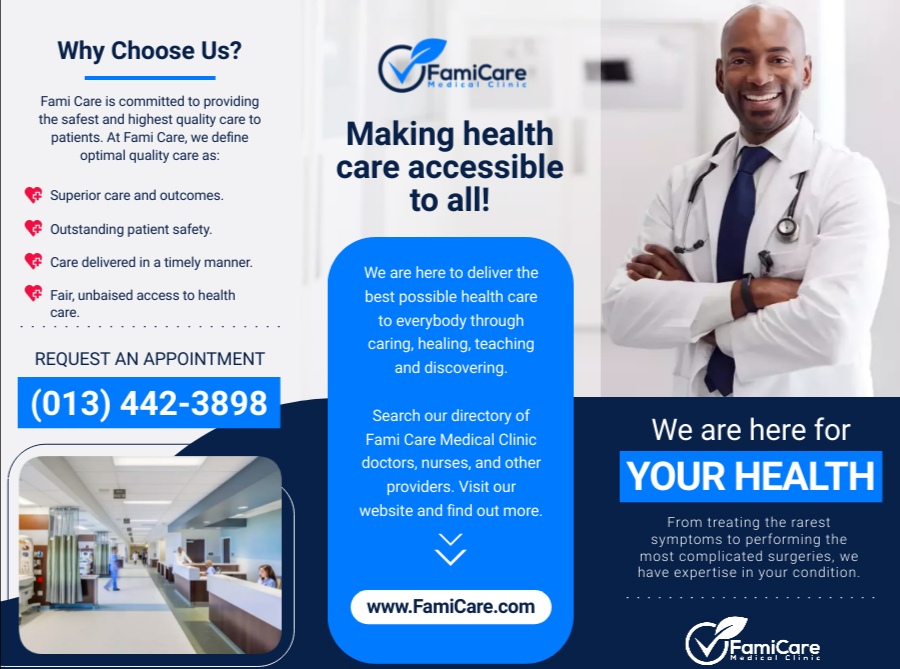 Why Choose Us?
Fami Care is committed to providing
the safest and highest quality care to
patients. At Fami Care, we define
optimal quality care as:
Superior care and outcomes.
Outstanding patient safety.
Care delivered in a timely manner.
Fair, unbaised access to health
care.
REQUEST AN APPOINTMENT
(013) 442-3898
FamiCare
Medical Clinic
Making health
care accessible
to all!
We are here to deliver the
best possible health care
to everybody through
caring, healing, teaching
and discovering.
Search our directory of
Fami Care Medical Clinic
doctors, nurses, and other
providers. Visit our
website and find out more.
www.FamiCare.com
We are here for
YOUR HEALTH
From treating the rarest
symptoms to performing the
most complicated surgeries, we
have expertise in your condition.
FamiCare
Medical Clinic